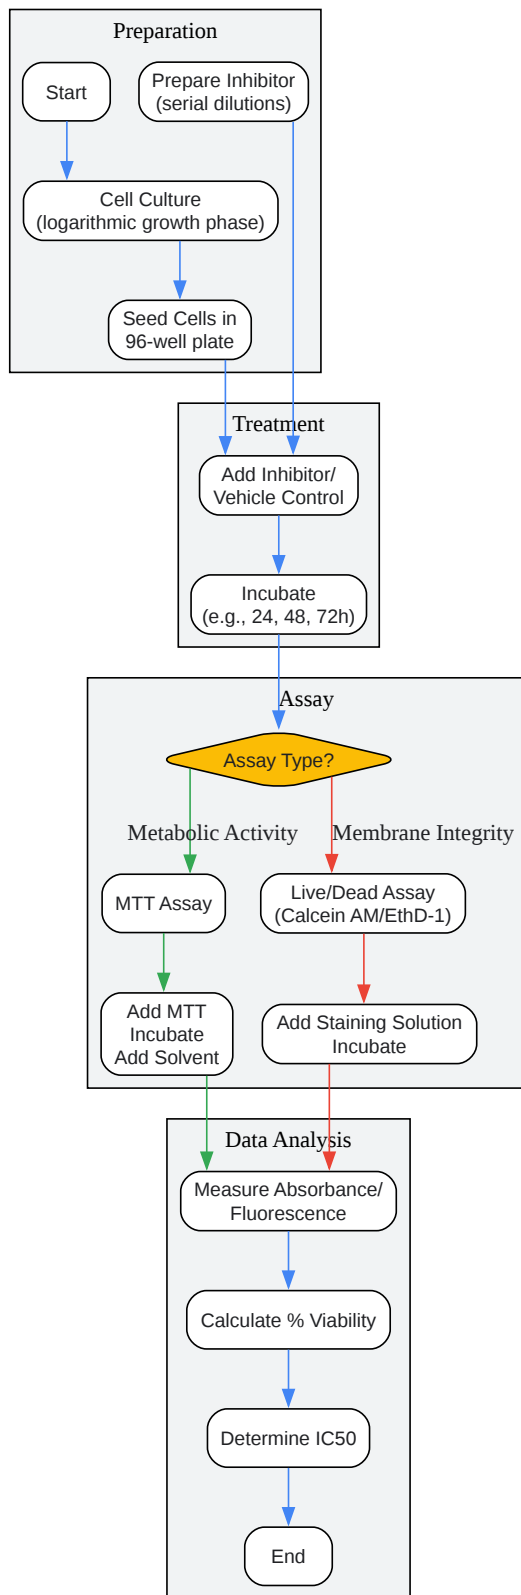 Preparation
Start
Prepare Inhibitor
(serial dilutions)
Cell Culture
(logarithmic growth phase)
Seed Cells in
96-well plate
Treatment
Add Inhibitor/
Vehicle Control
Incubate
(e.g., 24, 48, 72h)
Assay
Assay Type?
Metabolic Activity
Membrane Integrity
MTT Assay
Live/Dead Assay
(Calcein AM/EthD-1)
Add MTT
Incubate
Add Solvent
Add Staining Solution
Incubate
Data Analysis
Measure Absorbance/
Fluorescence
Calculate % Viability
Determine IC50
End